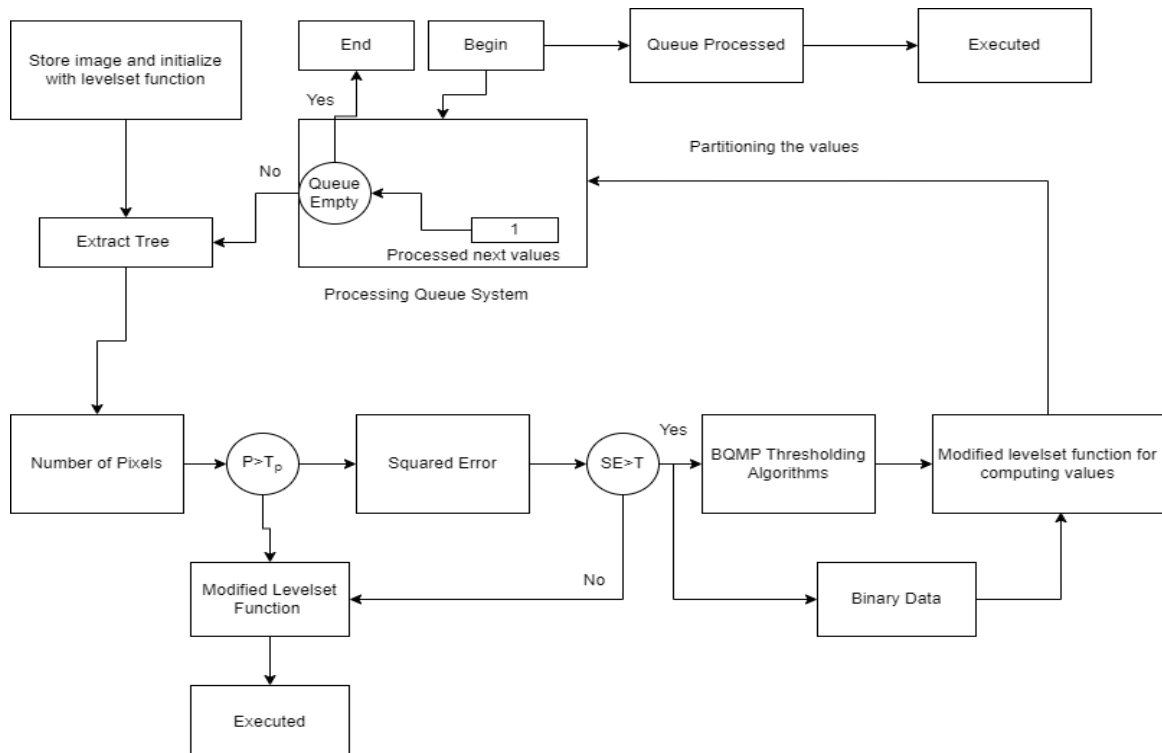 Store image and initialize
with levelset function
End
Begin
Queue Processed
Executed
Yes
Partitioning the values
No
Queue
Empty
1
Extract Tree
Processed next values
Processing Queue System
Number of Pixels
P>Tp
Squared Error
SE>T
Yes
BQMP Thresholding
Algorithms
Modified levelset function for
computing values
No
Modified Levelset
Function
Binary Data
Executed